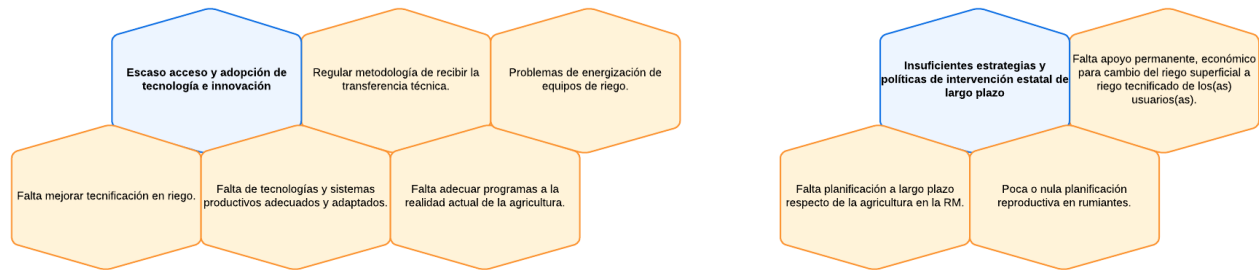 Escaso acceso y adopción de
tecnología e innovación
Regular metodología de recibir la
transferencia técnica.
Problemas de energización de
equipos de riego.
Falta mejorar tecnificación en riego.
Falta de tecnologías y sistemas
productivos adecuados y adaptados.
Falta adecuar programas a la
realidad actual de la agricultura.
Insuficientes estrategias y
políticas de intervención estatal de
largo plazo
Falta apoyo permanente, económico
para cambio del riego superficial a
riego tecnificado de los(as)
usuarios(as).
Falta planificación a largo plazo
respecto de la agricultura en la RM.
Poca o nula planificación
reproductiva en rumiantes.